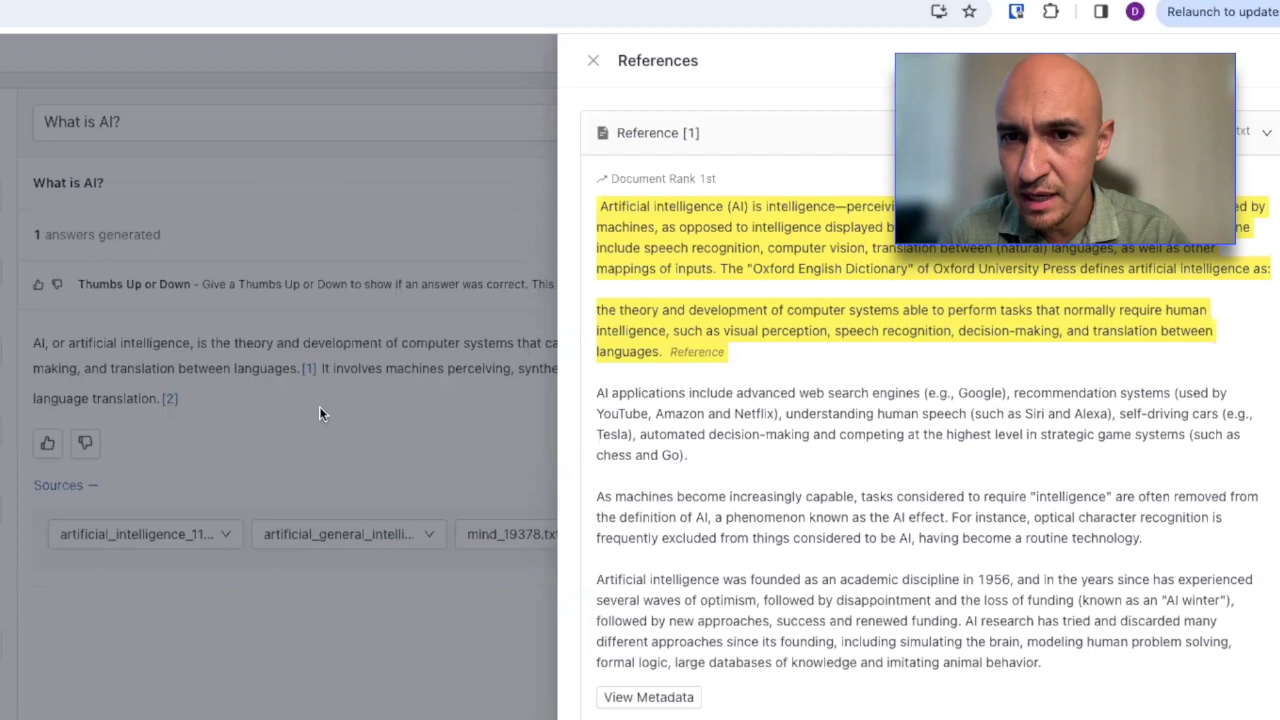 Relaunch to update
D
References
What is AI?
Reference [1]
txt
What is AI?
Document Rank 1st
1 answers generated
Artificial intelligence (AI) is intelligence—perceivi ed by
machines, as opposed to intelligence displayed b ne
include speech recognition, computer vision, translation between (natural) languages, as well as other
mappings of inputs. The "Oxford English Dictionary" of Oxford University Press defines artificial intelligence as:
Thumbs Up or Down - Give a Thumbs Up or Down to show if an answer was correct. This
the theory and development of computer systems able to perform tasks that normally require human
intelligence, such as visual perception, speech recognition, decision-making, and translation between
languages. Reference
AI, or artificial intelligence, is the theory and development of computer systems that ca
making, and translation between languages.[1] It involves machines perceiving, synthe
language translation. [2]
AI applications include advanced web search engines (e.g., Google), recommendation systems (used by
YouTube, Amazon and Netflix), understanding human speech (such as Siri and Alexa), self-driving cars (e.g.,
Tesla), automated decision-making and competing at the highest level in strategic game systems (such as
chess and Go).
Sources
artificial_intelligence_11... artificial_general_intelli... mind_19378.tx
As machines become increasingly capable, tasks considered to require "intelligence" are often removed from
the definition of AI, a phenomenon known as the AI effect. For instance, optical character recognition is
frequently excluded from things considered to be AI, having become a routine technology.
Artificial intelligence was founded as an academic discipline in 1956, and in the years since has experienced
several waves of optimism, followed by disappointment and the loss of funding (known as an "AI winter"),
followed by new approaches, success and renewed funding. AI research has tried and discarded many
different approaches since its founding, including simulating the brain, modeling human problem solving,
formal logic, large databases of knowledge and imitating animal behavior.
View Metadata